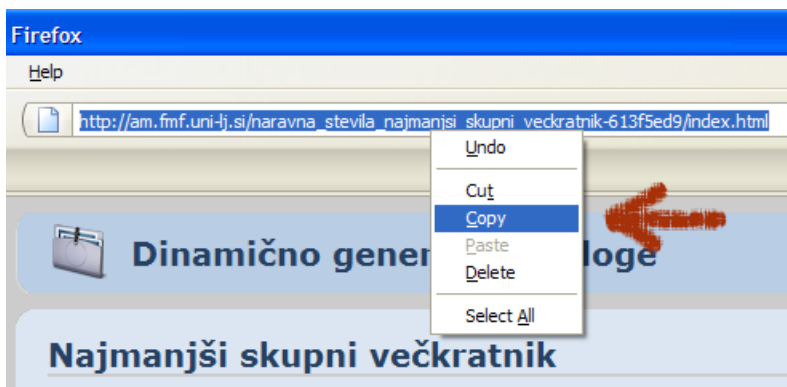 Firefox
Help
http://am.fmf.uni-lj.si/naravna_stevila_najmanjsi_skupni_veckratnik-613f5ed9/index.html
Undo
Cut
Copy
Paste
Delete
Select All
Dinamično gener loge
Najmanjši skupni večkratnik